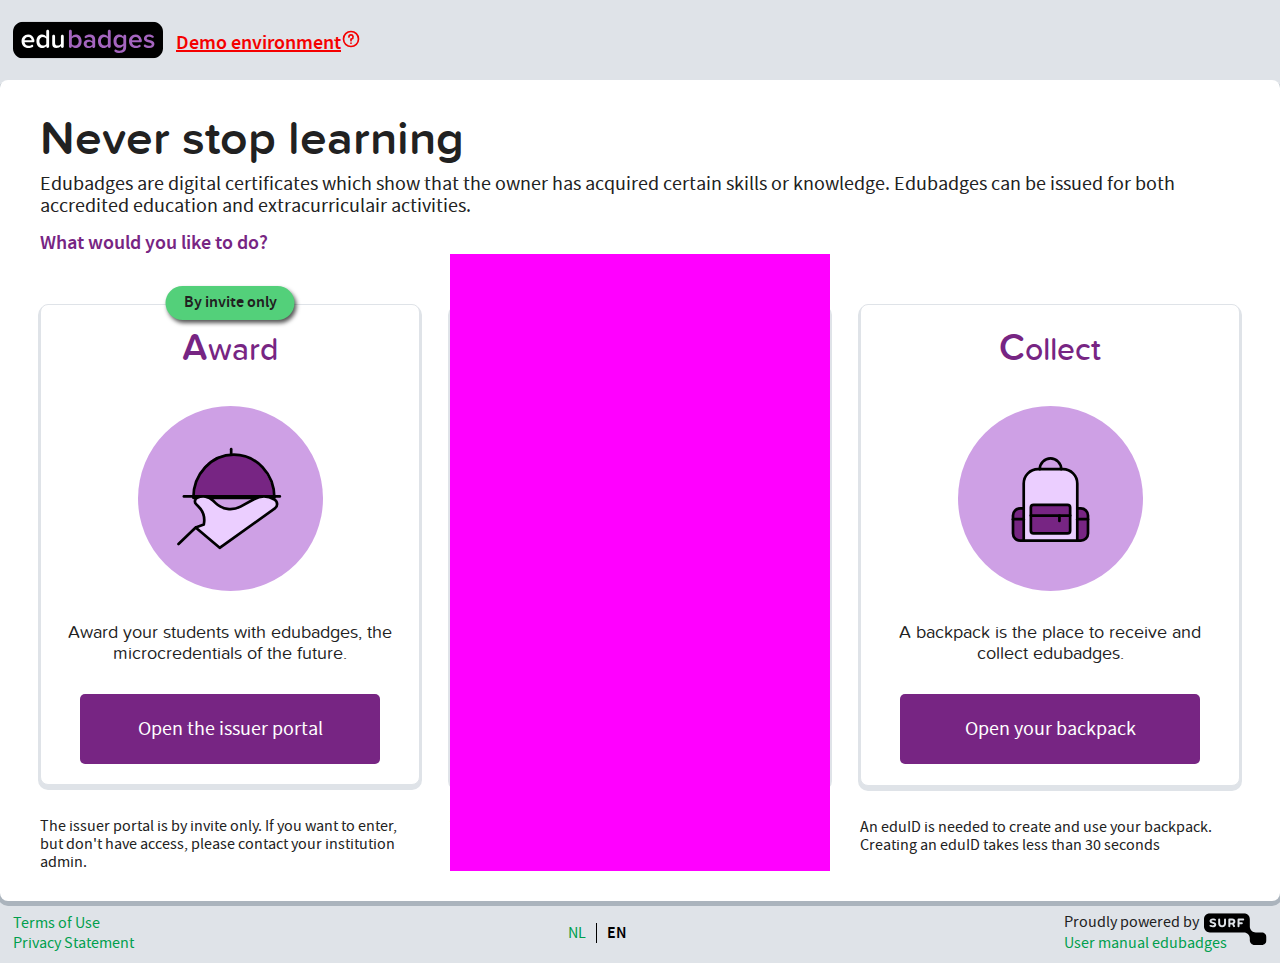 edubadges
Demo environment
Never stop learning
Edubadges are digital certificates which show that the owner has acquired certain skills or knowledge. Edubadges can be issued for both
accredited education and extracurriculair activities.
What would you like to do?
By invite only
Award
Award your students with edubadges, the
microcredentials of the future.
Open the issuer portal
The issuer portal is by invite only. If you want to enter,
but don't have access, please contact your institution
admin.
Collect
A backpack is the place to receive and
collect edubadges.
Open your backpack
An eduID is needed to create and use your backpack.
Creating an eduID takes less than 30 seconds
Terms of Use
Privacy Statement
NL
EN
Proudly powered by SURF
User manual edubadges